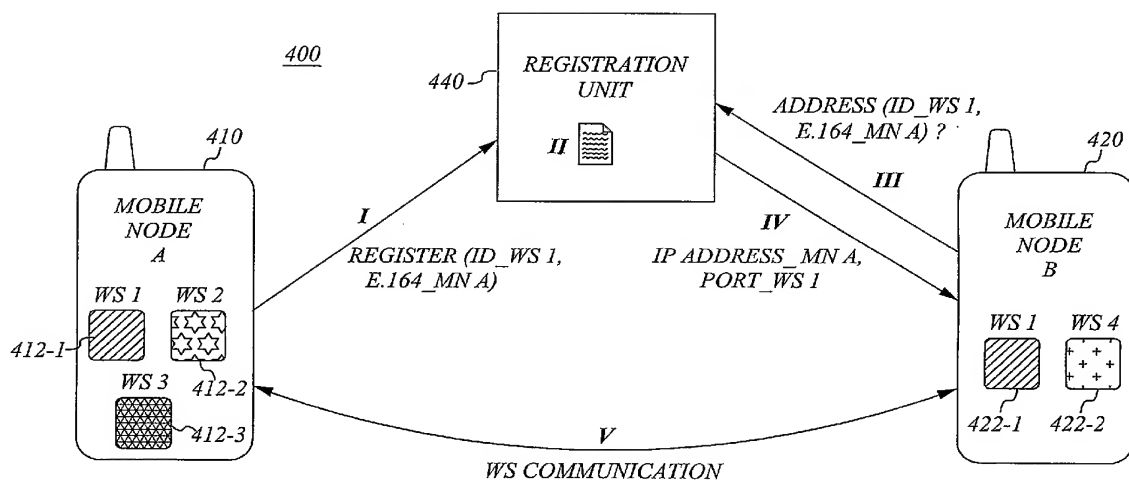 400
440
REGISTRATION
UNIT
II
ADDRESS (ID_WS 1,
E.164_MN A) ?
410
420
MOBILE
NODE
A
I
REGISTER (ID_WS 1,
E.164_MN A)
III
IV
IP ADDRESS_MN A,
PORT_WS 1
MOBILE
NODE
B
WS 1 WS 2
412-1
412-2
WS 3
412-3
WS 1 WS 4
422-1 422-2
V
WS COMMUNICATION